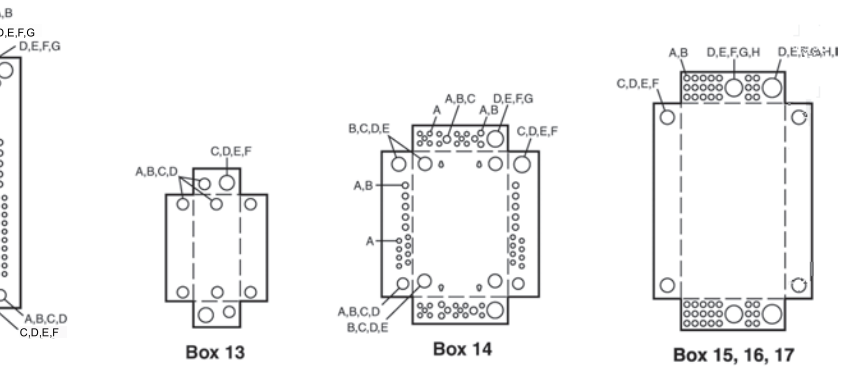 A,B
D,E,F,G
D,E,F,G
A,B,C,D
C,D,E,F
C,D,E,F
A,B,C,D
Box 13
A,B,C
D,E,F,G
A
A,B
B,C,D,E
C,D,E,F
A,B
A
A,B,C,D
B,C,D,E
Box 14
A,B
D,E,F,G,H
C,D,E,F
Box 15, 16, 17